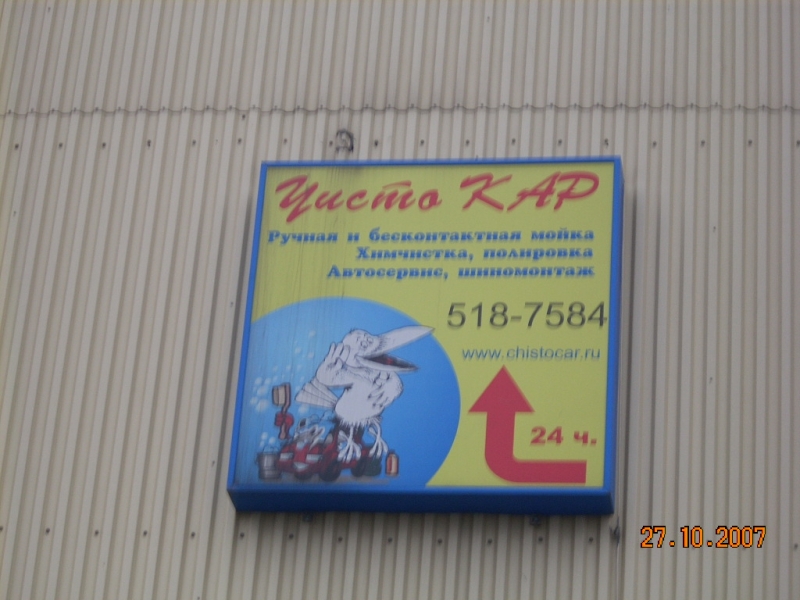 Чисто КАР
Ручная и бесконтактная мойка
Химчистка, полировка
Автосервис, шиномонтаж
518-7584
www.chistocar.ru
24 ч.
27.10.2007